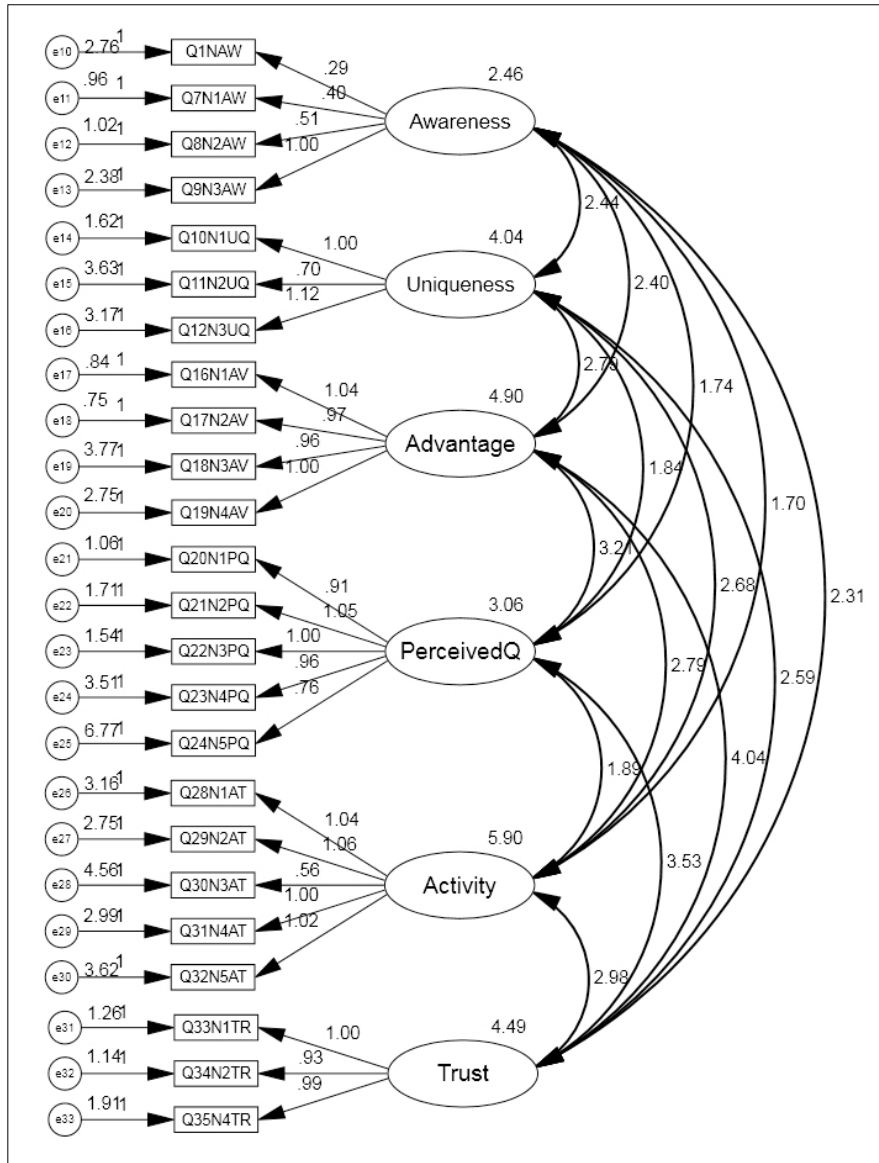 e10 2.76 1 Q1NAW .29
e11 .96 1 Q7N1AW .40
e12 1.02 1 Q8N2AW .51
e13 2.38 1 Q9N3AW 1.00
2.46
Awareness
e14 1.62 1 Q10N1UQ 1.00
e15 3.63 1 Q11N2UQ .70
e16 3.17 1 Q12N3UQ 1.12
4.04
Uniqueness
e17 .84 1 Q16N1AV 1.04
e18 .75 1 Q17N2AV .97
e19 3.77 1 Q18N3AV .96
e20 2.75 1 Q19N4AV 1.00
4.90
Advantage
e21 1.06 1 Q20N1PQ .91
e22 1.71 1 Q21N2PQ 1.05
e23 1.54 1 Q22N3PQ 1.00
e24 3.51 1 Q23N4PQ .96
e25 6.77 1 Q24N5PQ .76
3.06
PerceivedQ
e26 3.16 1 Q28N1AT 1.04
e27 2.75 1 Q29N2AT 1.06
e28 4.56 1 Q30N3AT .56
e29 2.99 1 Q31N4AT 1.00
e30 3.62 1 Q32N5AT 1.02
5.90
Activity
e31 1.26 1 Q33N1TR 1.00
e32 1.14 1 Q34N2TR .93
e33 1.91 1 Q35N4TR .99
4.49
Trust
2.44
2.40
2.79
1.74
1.84
1.70
3.21
2.68
2.31
2.79
2.59
4.04
1.89
3.53
2.98